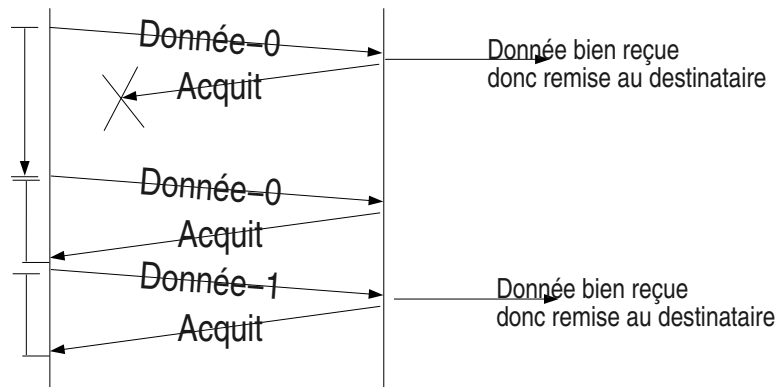 Donnée–0
Donnée bien reçue
donc remise au destinataire
Acquit
Donnée–0
Acquit
Donnée–1
Donnée bien reçue
donc remise au destinataire
Acquit